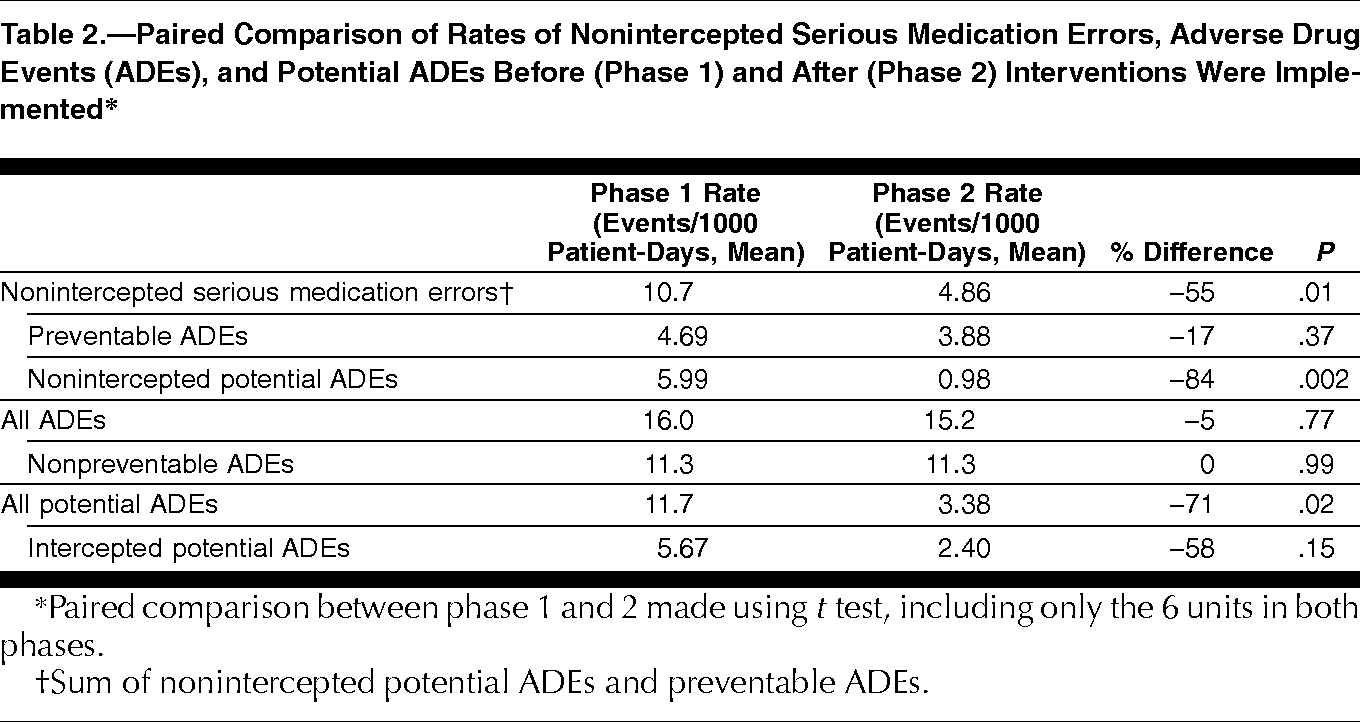 Table 2.—Paired Comparison of Rates of Nonintercepted Serious Medication Errors, Adverse Drug
Events (ADEs), and Potential ADEs Before (Phase 1) and After (Phase 2) Interventions Were Imple-
mented*
Phase 1 Rate (Events/1000 Patient-Days, Mean) Phase 2 Rate (Events/1000 Patient-Days, Mean) % Difference P
Nonintercepted serious medication errors† 10.7 4.86 –55 .01
Preventable ADEs 4.69 3.88 –17 .37
Nonintercepted potential ADEs 5.99 0.98 –84 .002
All ADEs 16.0 15.2 –5 .77
Nonpreventable ADEs 11.3 11.3 0 .99
All potential ADEs 11.7 3.38 –71 .02
Intercepted potential ADEs 5.67 2.40 –58 .15
*Paired comparison between phase 1 and 2 made using t test, including only the 6 units in both
phases.
†Sum of nonintercepted potential ADEs and preventable ADEs.